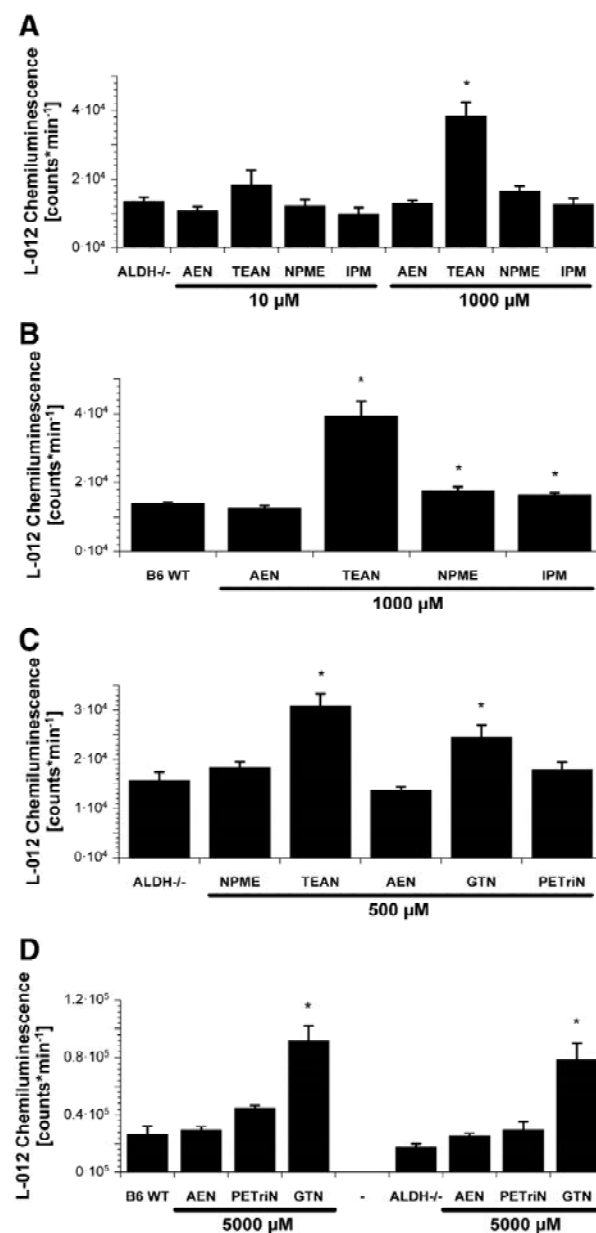 A
L-012 Chemiluminescence
[counts*min⁻¹]
4·10⁴
2·10⁴
0·10⁴
*
ALDH-/- AEN TEAN NPME IPM AEN TEAN NPME IPM
10 µM 1000 µM
B
L-012 Chemiluminescence
[counts*min⁻¹]
4·10⁴
2·10⁴
0·10⁴
* * *
B6 WT AEN TEAN NPME IPM
1000 µM
C
L-012 Chemiluminescence
[counts*min⁻¹]
3·10⁴
2·10⁴
1·10⁴
0·10⁴
* *
ALDH-/- NPME TEAN AEN GTN PETriN
500 µM
D
L-012 Chemiluminescence
[counts*min⁻¹]
1.2·10⁵
0.8·10⁵
0.4·10⁵
0·10⁵
* *
B6 WT AEN PETriN GTN - ALDH-/- AEN PETriN GTN
5000 µM 5000 µM